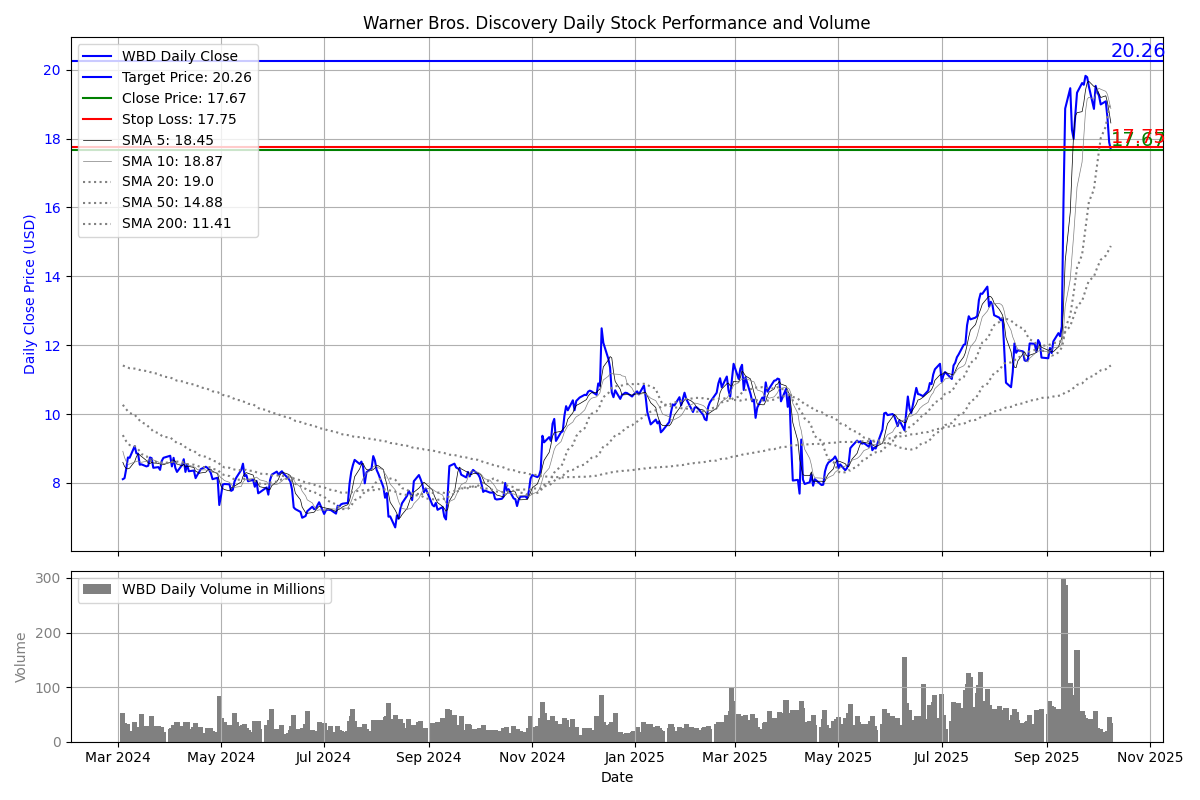 Warner Bros. Discovery Daily Stock Performance and Volume
Daily Close Price (USD)
20
18
16
14
12
10
8
WBD Daily Close
Target Price: 20.26
Close Price: 17.67
Stop Loss: 17.75
SMA 5: 18.45
SMA 10: 18.87
SMA 20: 19.0
SMA 50: 14.88
SMA 200: 11.41
20.26
17.75
17.67
Volume
300
200
100
0
WBD Daily Volume in Millions
Mar 2024 May 2024 Jul 2024 Sep 2024 Nov 2024 Jan 2025 Mar 2025 May 2025 Jul 2025 Sep 2025 Nov 2025
Date